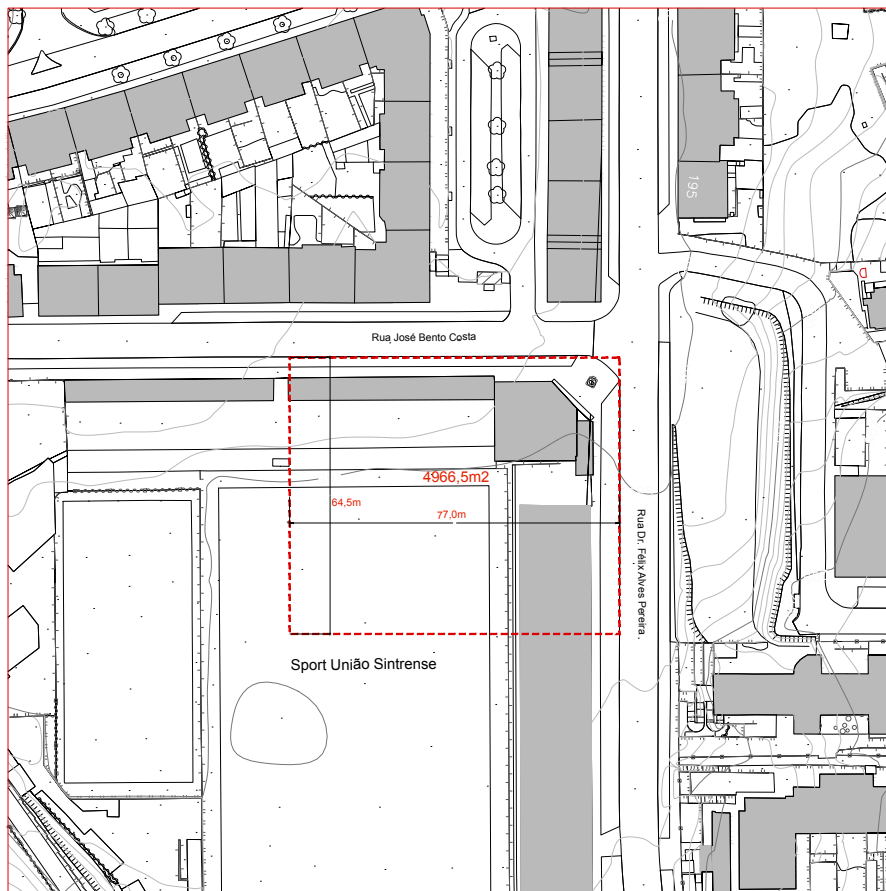 195
D
Rua José Bento Costa
4966,5m2
64,5m
77,0m
Rua Dr. Félix Alves Pereira
Sport União Sintrense